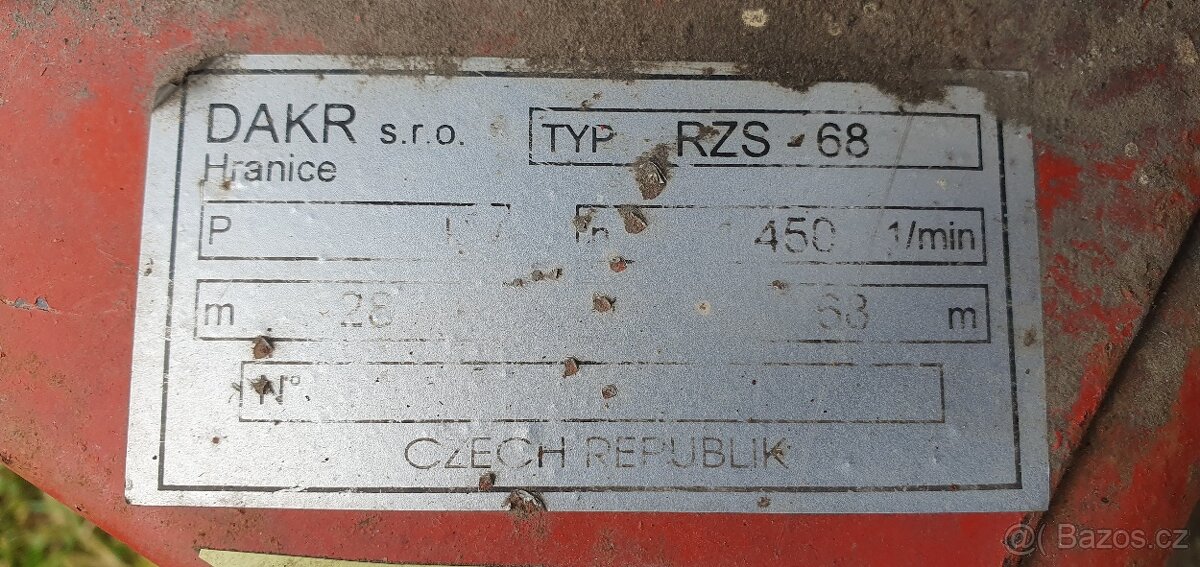 DAKR s.r.o.
Hranice
TYP RZS - 68
P
n 450 1/min
m 28
68 m
N°
CZECH REPUBLIK
@ Bazos.cz